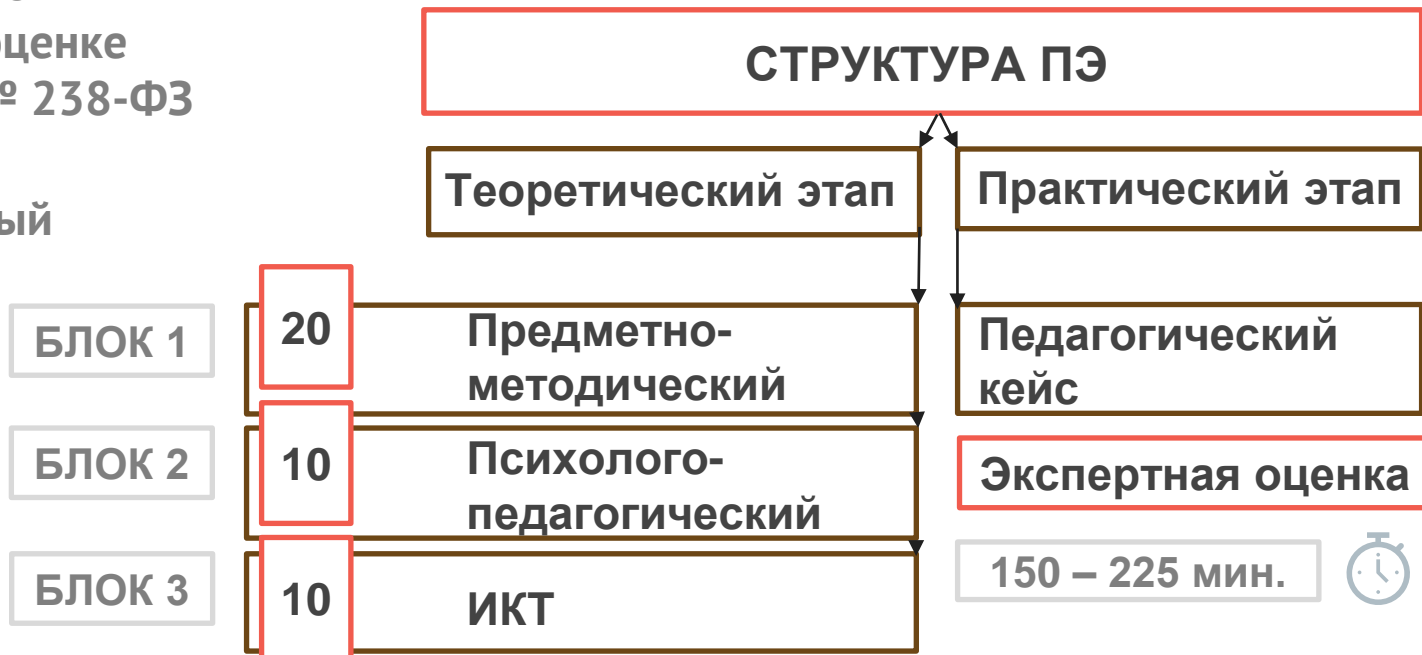 оценке
№ 238-ФЗ
ый
СТРУКТУРА ПЭ
Теоретический этап
Практический этап
БЛОК 1
20
Предметно-
методический
Педагогический
кейс
БЛОК 2
10
Психолого-
педагогический
Экспертная оценка
БЛОК 3
10
ИКТ
150 – 225 мин.